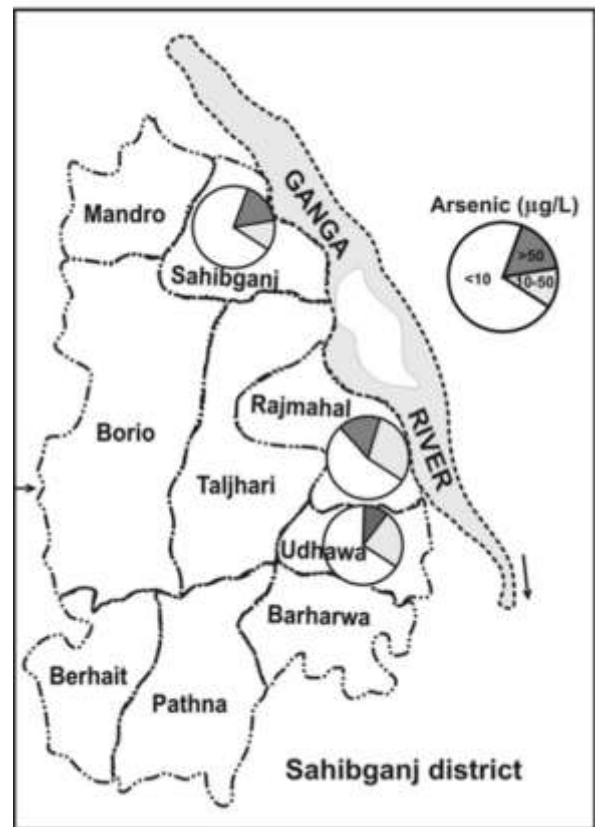 GANGA
Mandro
Arsenic (µg/L)
Sahibganj
>50
<10
10-50
Rajmahal
RIVER
Borio
Taljhari
Udhawa
Barharwa
Berhait
Pathna
Sahibganj district